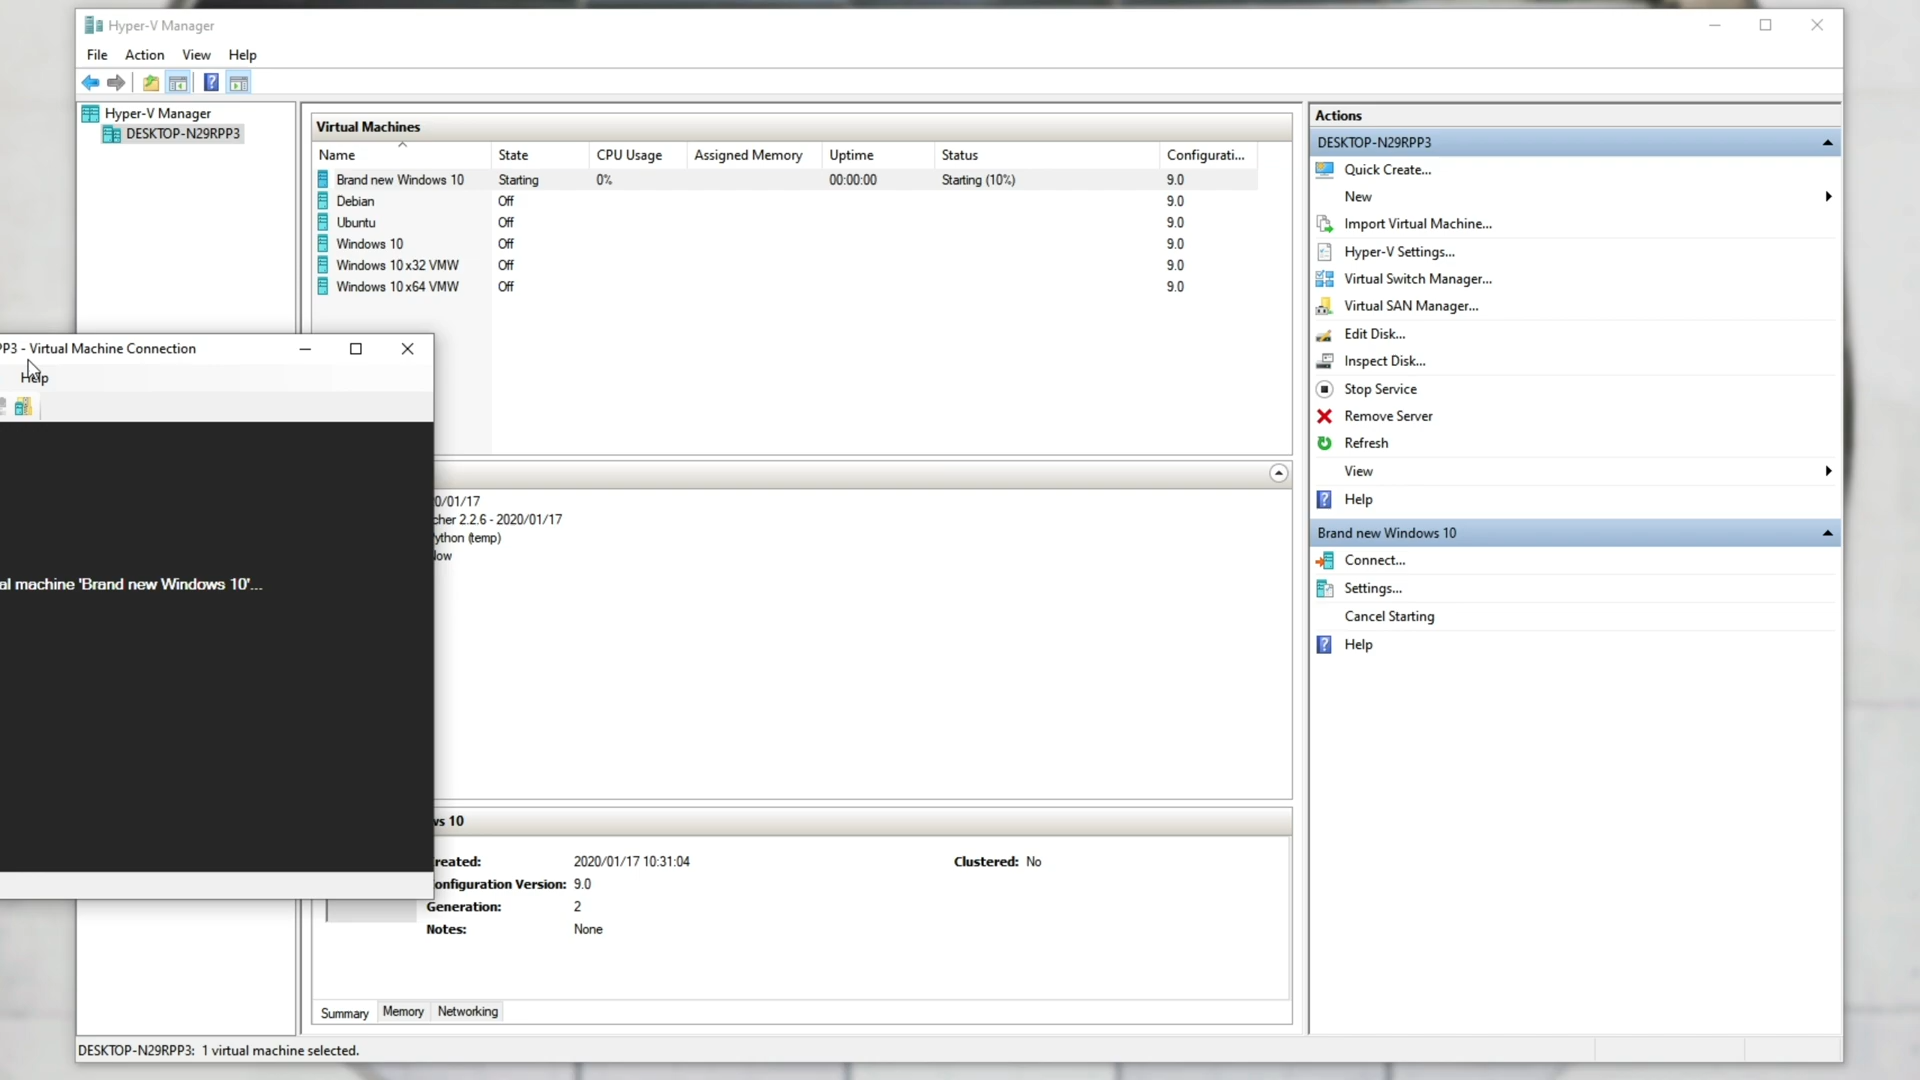 Hyper-V Manager
File Action View Help
Hyper-V Manager
DESKTOP-N29RPP3
Virtual Machines
Name State CPU Usage Assigned Memory Uptime Status Configurati...
Brand new Windows 10 Starting 0% 00:00:00 Starting (10%) 9.0
Debian Off 9.0
Ubuntu Off 9.0
Windows 10 Off 9.0
Windows 10 x32 VMW Off 9.0
Windows 10 x64 VMW Off 9.0
PP3 - Virtual Machine Connection
Help
al machine 'Brand new Windows 10'...
0/01/17
cher 2.2.6 - 2020/01/17
ython (temp)
Now
ws 10
reated: 2020/01/17 10:31:04 Clustered: No
onfiguration Version: 9.0
Generation: 2
Notes: None
Summary Memory Networking
Actions
DESKTOP-N29RPP3
Quick Create...
New
Import Virtual Machine...
Hyper-V Settings...
Virtual Switch Manager...
Virtual SAN Manager...
Edit Disk...
Inspect Disk...
Stop Service
Remove Server
Refresh
View
Help
Brand new Windows 10
Connect...
Settings...
Cancel Starting
Help
DESKTOP-N29RPP3: 1 virtual machine selected.